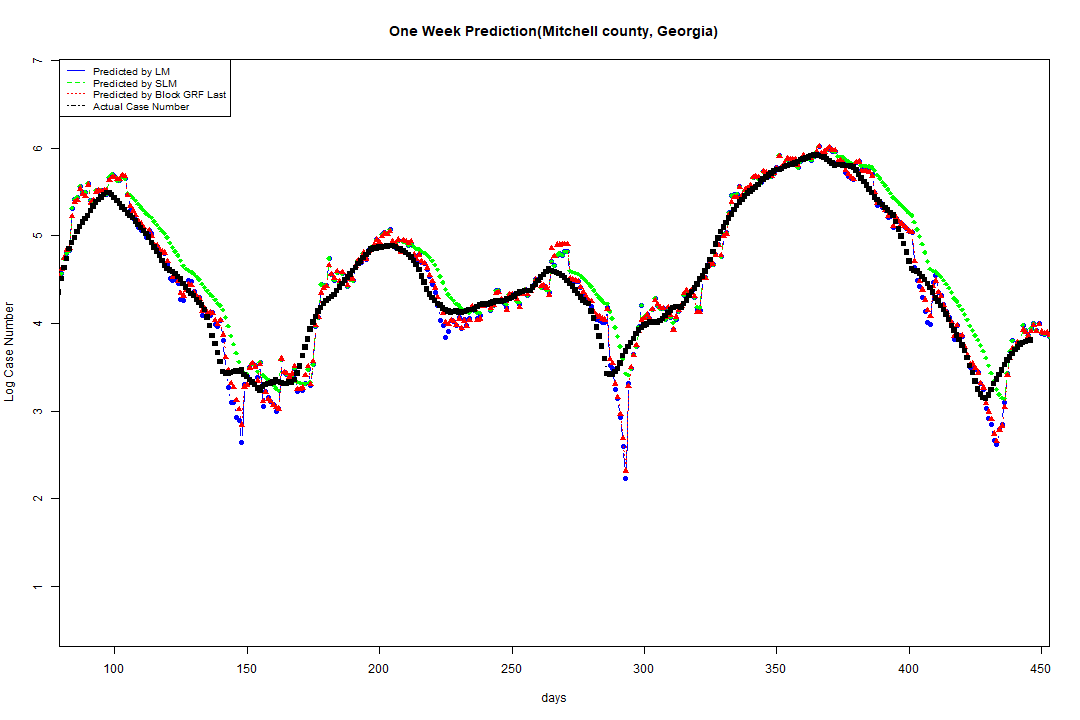 One Week Prediction(Mitchell county, Georgia)
Predicted by LM
Predicted by SLM
Predicted by Block GRF Last
Actual Case Number
7
6
5
4
3
2
1
Log Case Number
100 150 200 250 300 350 400 450
days